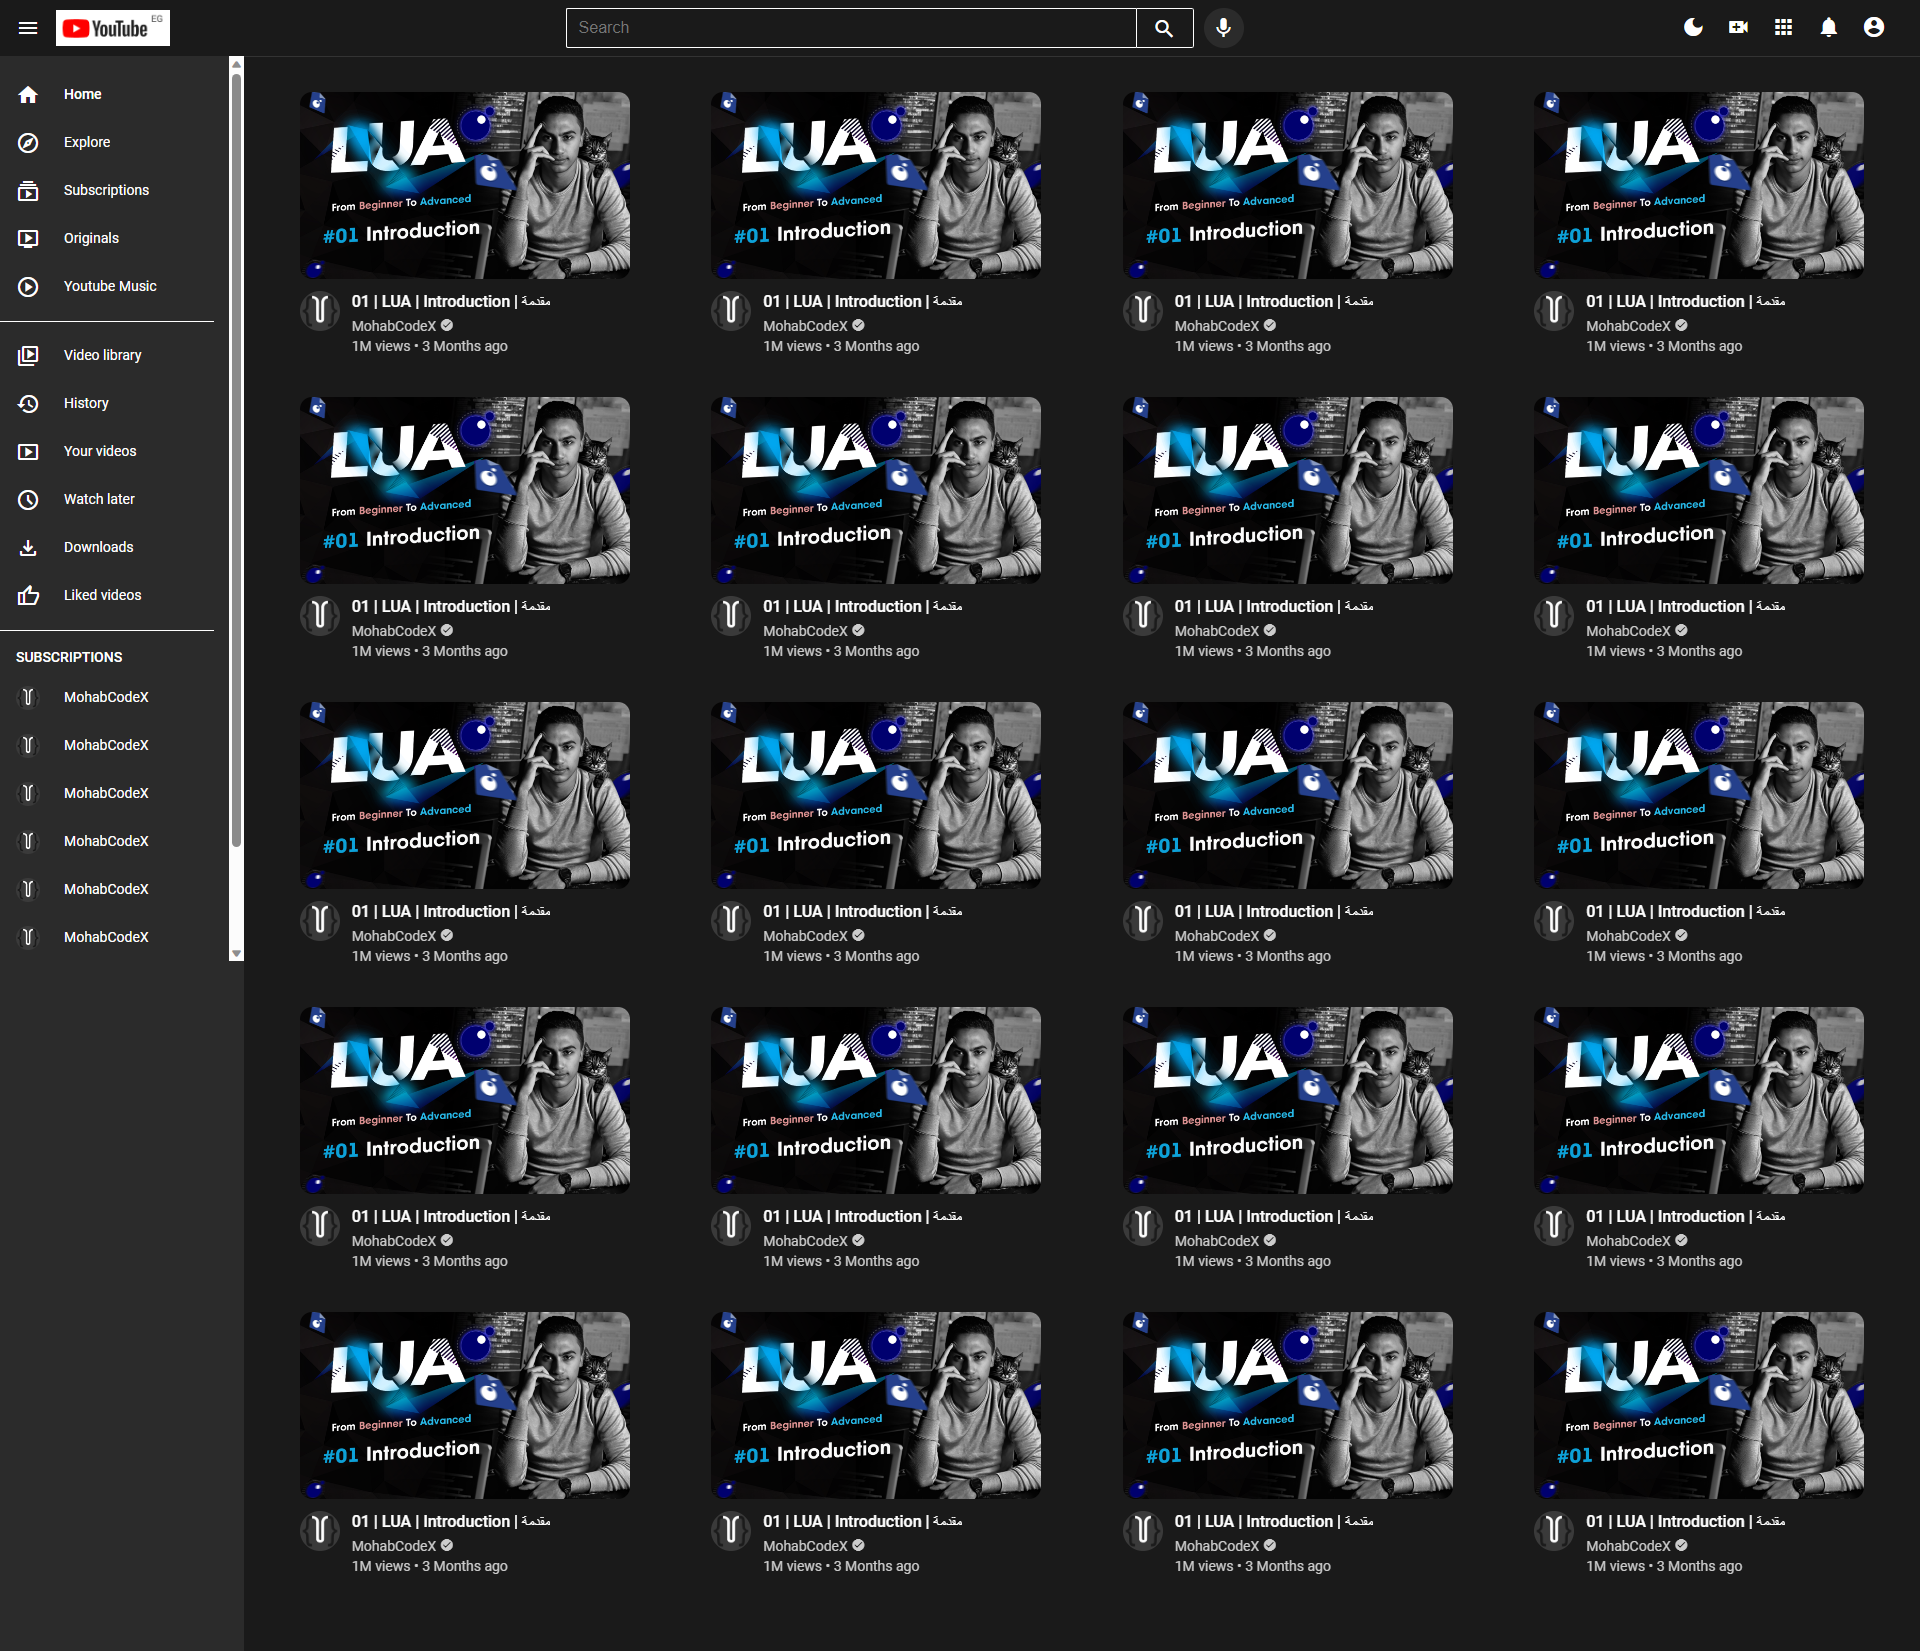 YouTube EG
Search
Home
Explore
Subscriptions
Originals
Youtube Music
Video library
History
Your videos
Watch later
Downloads
Liked videos
SUBSCRIPTIONS
MohabCodeX
MohabCodeX
MohabCodeX
MohabCodeX
MohabCodeX
MohabCodeX
LUA LUA LUA LUA
From Beginner To Advanced From Beginner To Advanced From Beginner To Advanced From Beginner To Advanced
#01 Introduction #01 Introduction #01 Introduction #01 Introduction
01 | LUA | Introduction | مقدمة 01 | LUA | Introduction | مقدمة 01 | LUA | Introduction | مقدمة 01 | LUA | Introduction | مقدمة
MohabCodeX MohabCodeX MohabCodeX MohabCodeX
1M views • 3 Months ago 1M views • 3 Months ago 1M views • 3 Months ago 1M views • 3 Months ago
LUA LUA LUA LUA
From Beginner To Advanced From Beginner To Advanced From Beginner To Advanced From Beginner To Advanced
#01 Introduction #01 Introduction #01 Introduction #01 Introduction
01 | LUA | Introduction | مقدمة 01 | LUA | Introduction | مقدمة 01 | LUA | Introduction | مقدمة 01 | LUA | Introduction | مقدمة
MohabCodeX MohabCodeX MohabCodeX MohabCodeX
1M views • 3 Months ago 1M views • 3 Months ago 1M views • 3 Months ago 1M views • 3 Months ago
LUA LUA LUA LUA
From Beginner To Advanced From Beginner To Advanced From Beginner To Advanced From Beginner To Advanced
#01 Introduction #01 Introduction #01 Introduction #01 Introduction
01 | LUA | Introduction | مقدمة 01 | LUA | Introduction | مقدمة 01 | LUA | Introduction | مقدمة 01 | LUA | Introduction | مقدمة
MohabCodeX MohabCodeX MohabCodeX MohabCodeX
1M views • 3 Months ago 1M views • 3 Months ago 1M views • 3 Months ago 1M views • 3 Months ago
LUA LUA LUA LUA
From Beginner To Advanced From Beginner To Advanced From Beginner To Advanced From Beginner To Advanced
#01 Introduction #01 Introduction #01 Introduction #01 Introduction
01 | LUA | Introduction | مقدمة 01 | LUA | Introduction | مقدمة 01 | LUA | Introduction | مقدمة 01 | LUA | Introduction | مقدمة
MohabCodeX MohabCodeX MohabCodeX MohabCodeX
1M views • 3 Months ago 1M views • 3 Months ago 1M views • 3 Months ago 1M views • 3 Months ago
LUA LUA LUA LUA
From Beginner To Advanced From Beginner To Advanced From Beginner To Advanced From Beginner To Advanced
#01 Introduction #01 Introduction #01 Introduction #01 Introduction
01 | LUA | Introduction | مقدمة 01 | LUA | Introduction | مقدمة 01 | LUA | Introduction | مقدمة 01 | LUA | Introduction | مقدمة
MohabCodeX MohabCodeX MohabCodeX MohabCodeX
1M views • 3 Months ago 1M views • 3 Months ago 1M views • 3 Months ago 1M views • 3 Months ago